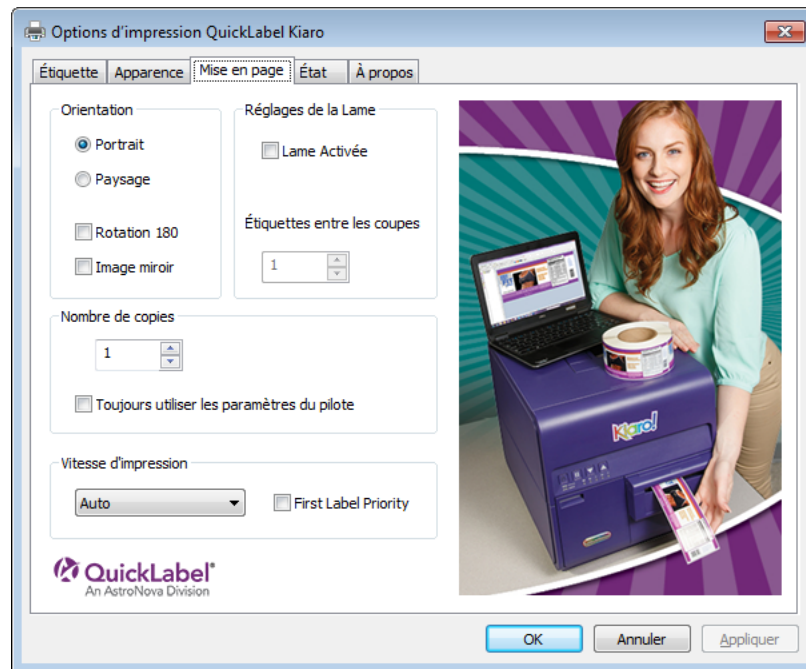 Options d'impression QuickLabel Kiaro
Étiquette
Apparence
Mise en page
État
À propos
Orientation
Portrait
Paysage
Rotation 180
Image miroir
Réglages de la Lame
Lame Activée
Étiquettes entre les coupes
1
Nombre de copies
1
Toujours utiliser les paramètres du pilote
Vitesse d'impression
Auto
First Label Priority
Kiaro!
QuickLabel®
An AstroNova Division
OK
Annuler
Appliquer